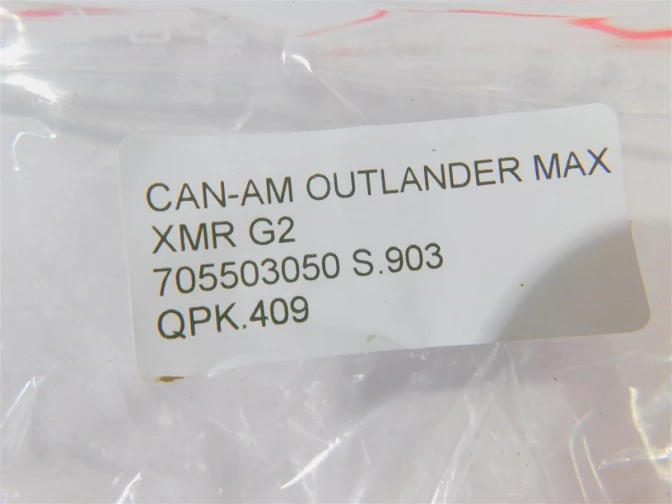 CAN-AM OUTLANDER MAX
XMR G2
705503050 S.903
QPK.409